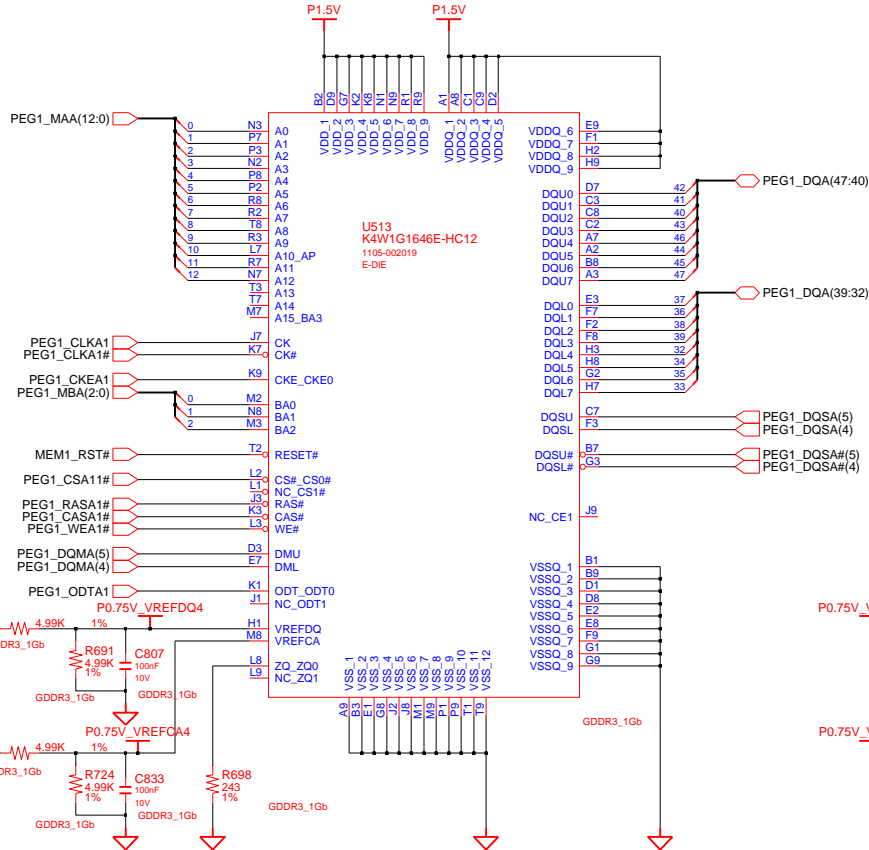 P1.5V
P1.5V
B2 D9 G7 K2 K8 N1 N9 R1 R9
A1 A8 C1 C9 D2
VDD_1 VDD_2 VDD_3 VDD_4 VDD_5 VDD_6 VDD_7 VDD_8 VDD_9
VDDQ_1 VDDQ_2 VDDQ_3 VDDQ_4 VDDQ_5
PEG1_MAA(12:0)
0 N3 A0
1 P7 A1
2 P3 A2
3 N2 A3
4 P8 A4
5 P2 A5
6 R8 A6
7 R2 A7
8 T8 A8
9 R3 A9
10 L7 A10_AP
11 R7 A11
12 N7 A12
T3 A13
T7 A14
M7 A15_BA3
PEG1_CLKA1 J7 CK
PEG1_CLKA1# K7 CK#
PEG1_CKEA1 K9 CKE_CKE0
PEG1_MBA(2:0)
0 M2 BA0
1 N8 BA1
2 M3 BA2
MEM1_RST# T2 RESET#
PEG1_CSA11# L2 CS#_CS0#
L1 NC_CS1#
PEG1_RASA1# J3 RAS#
PEG1_CASA1# K3 CAS#
PEG1_WEA1# L3 WE#
PEG1_DQMA(5) D3 DMU
PEG1_DQMA(4) E7 DML
PEG1_ODTA1 K1 ODT_ODT0
J1 NC_ODT1
H1 VREFDQ
M8 VREFCA
L8 ZQ_ZQ0
L9 NC_ZQ1
U513
K4W1G1646E-HC12
1105-002019
E-DIE
VDDQ_6 E9
VDDQ_7 F1
VDDQ_8 H2
VDDQ_9 H9
PEG1_DQA(47:40)
DQU0 D7 42
DQU1 C3 41
DQU2 C8 40
DQU3 C2 43
DQU4 A7 46
DQU5 A2 44
DQU6 B8 45
DQU7 A3 47
PEG1_DQA(39:32)
DQL0 E3 37
DQL1 F7 36
DQL2 F2 38
DQL3 F8 39
DQL4 H3 32
DQL5 H8 34
DQL6 G2 35
DQL7 H7 33
DQSU C7 PEG1_DQSA(5)
DQSL F3 PEG1_DQSA(4)
DQSU# B7 PEG1_DQSA#(5)
DQSL# G3 PEG1_DQSA#(4)
NC_CE1 J9
VSSQ_1 B1
VSSQ_2 B9
VSSQ_3 D1
VSSQ_4 D8
VSSQ_5 E2
VSSQ_6 E8
VSSQ_7 F9
VSSQ_8 G1
VSSQ_9 G9
VSS_1 VSS_2 VSS_3 VSS_4 VSS_5 VSS_6 VSS_7 VSS_8 VSS_9 VSS_10 VSS_11 VSS_12
A9 B3 E1 G8 J2 J8 M1 M9 P1 P9 T1 T9
GDDR3_1Gb
P0.75V_VREFDQ4
4.99K 1%
DR3_1Gb
R691
4.99K
1%
C807
100nF
10V
GDDR3_1Gb
GDDR3_1Gb
P0.75V_VREFCA4
4.99K 1%
DR3_1Gb
R724
4.99K
1%
C833
100nF
10V
GDDR3_1Gb
GDDR3_1Gb
R698
243
1%
GDDR3_1Gb
P0.75V_
P0.75V_